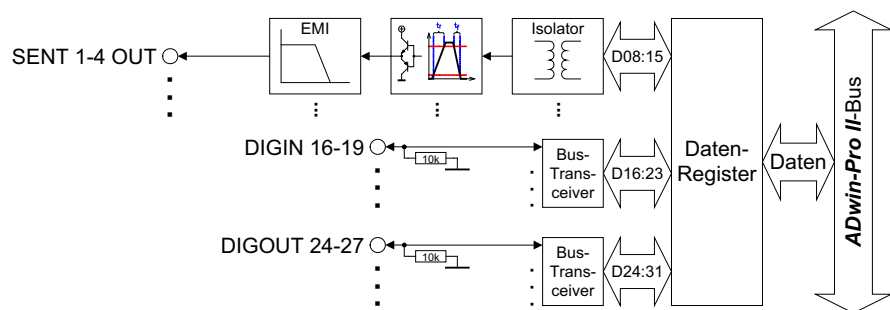 EMI
Isolator
SENT 1-4 OUT
D08:15
DIGIN 16-19
10k
Bus-
Trans-
ceiver
D16:23
Daten-
Register
Daten
ADwin-Pro II-Bus
DIGOUT 24-27
10k
Bus-
Trans-
ceiver
D24:31